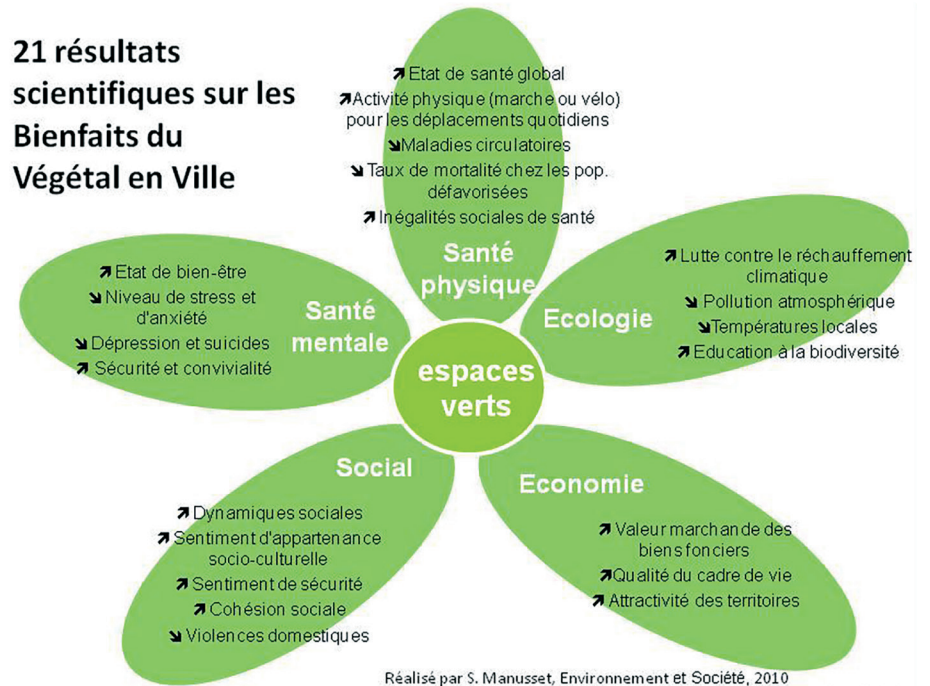 21 résultats
scientifiques sur les
Bienfaits du
Végétal en Ville
↗ Etat de santé global
↗ Activité physique (marche ou vélo)
pour les déplacements quotidiens
↘ Maladies circulatoires
↘ Taux de mortalité chez les pop.
défavorisées
↗ Inégalités sociales de santé
Santé
physique
↗ Lutte contre le réchauffement
climatique
↘ Pollution atmosphérique
↘ Températures locales
↗ Education à la biodiversité
Ecologie
↗ Etat de bien-être
↘ Niveau de stress et
d'anxiété
↘ Dépression et suicides
↗ Sécurité et convivialité
Santé
mentale
espaces
verts
Social
↗ Dynamiques sociales
↗ Sentiment d'appartenance
socio-culturelle
↗ Sentiment de sécurité
↗ Cohésion sociale
↘ Violences domestiques
Economie
↗ Valeur marchande des
biens fonciers
↗ Qualité du cadre de vie
↗ Attractivité des territoires
Réalisé par S. Manusset, Environnement et Société, 2010